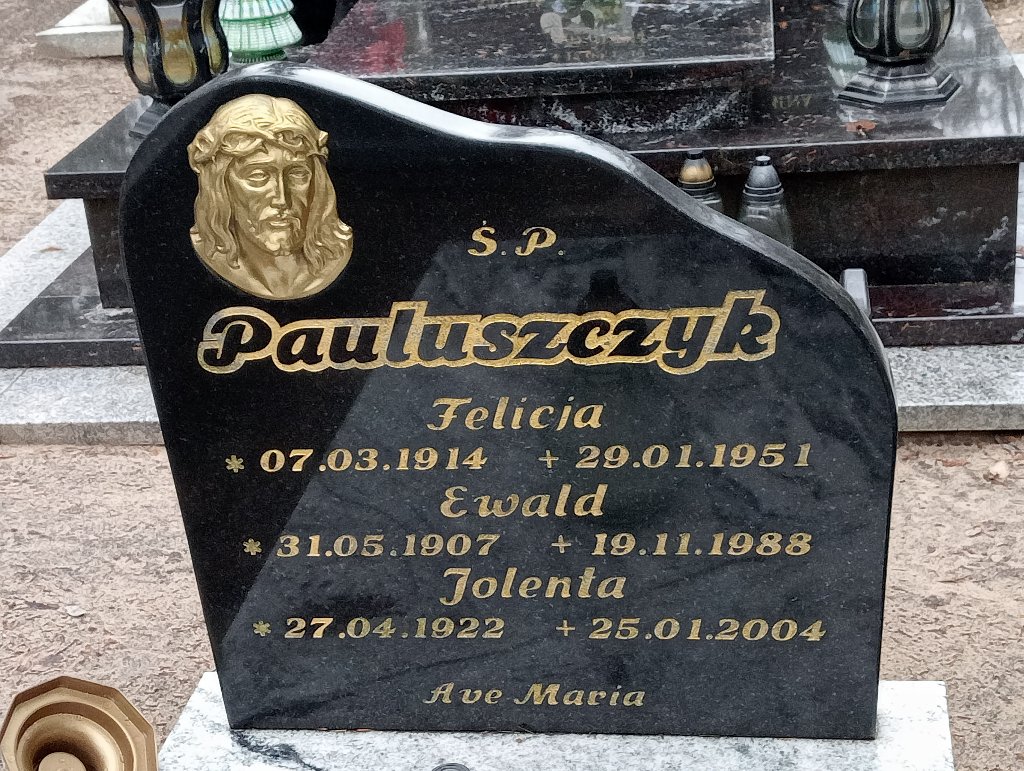 Ś.P.
Pauluszczyk
Felicja
* 07.03.1914 + 29.01.1951
Ewald
* 31.05.1907 + 19.11.1988
Jolenta
* 27.04.1922 + 25.01.2004
Ave Maria